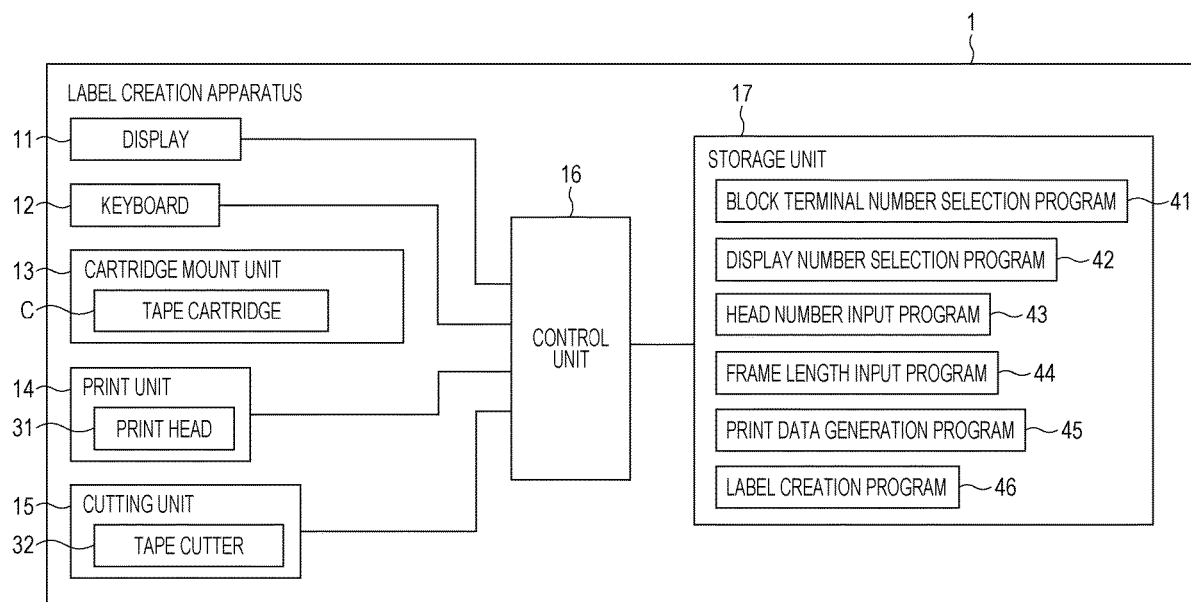 1
LABEL CREATION APPARATUS
11
DISPLAY
12
KEYBOARD
13
CARTRIDGE MOUNT UNIT
C
TAPE CARTRIDGE
14
PRINT UNIT
31
PRINT HEAD
15
CUTTING UNIT
32
TAPE CUTTER
16
CONTROL
UNIT
17
STORAGE UNIT
BLOCK TERMINAL NUMBER SELECTION PROGRAM
41
DISPLAY NUMBER SELECTION PROGRAM
42
HEAD NUMBER INPUT PROGRAM
43
FRAME LENGTH INPUT PROGRAM
44
PRINT DATA GENERATION PROGRAM
45
LABEL CREATION PROGRAM
46